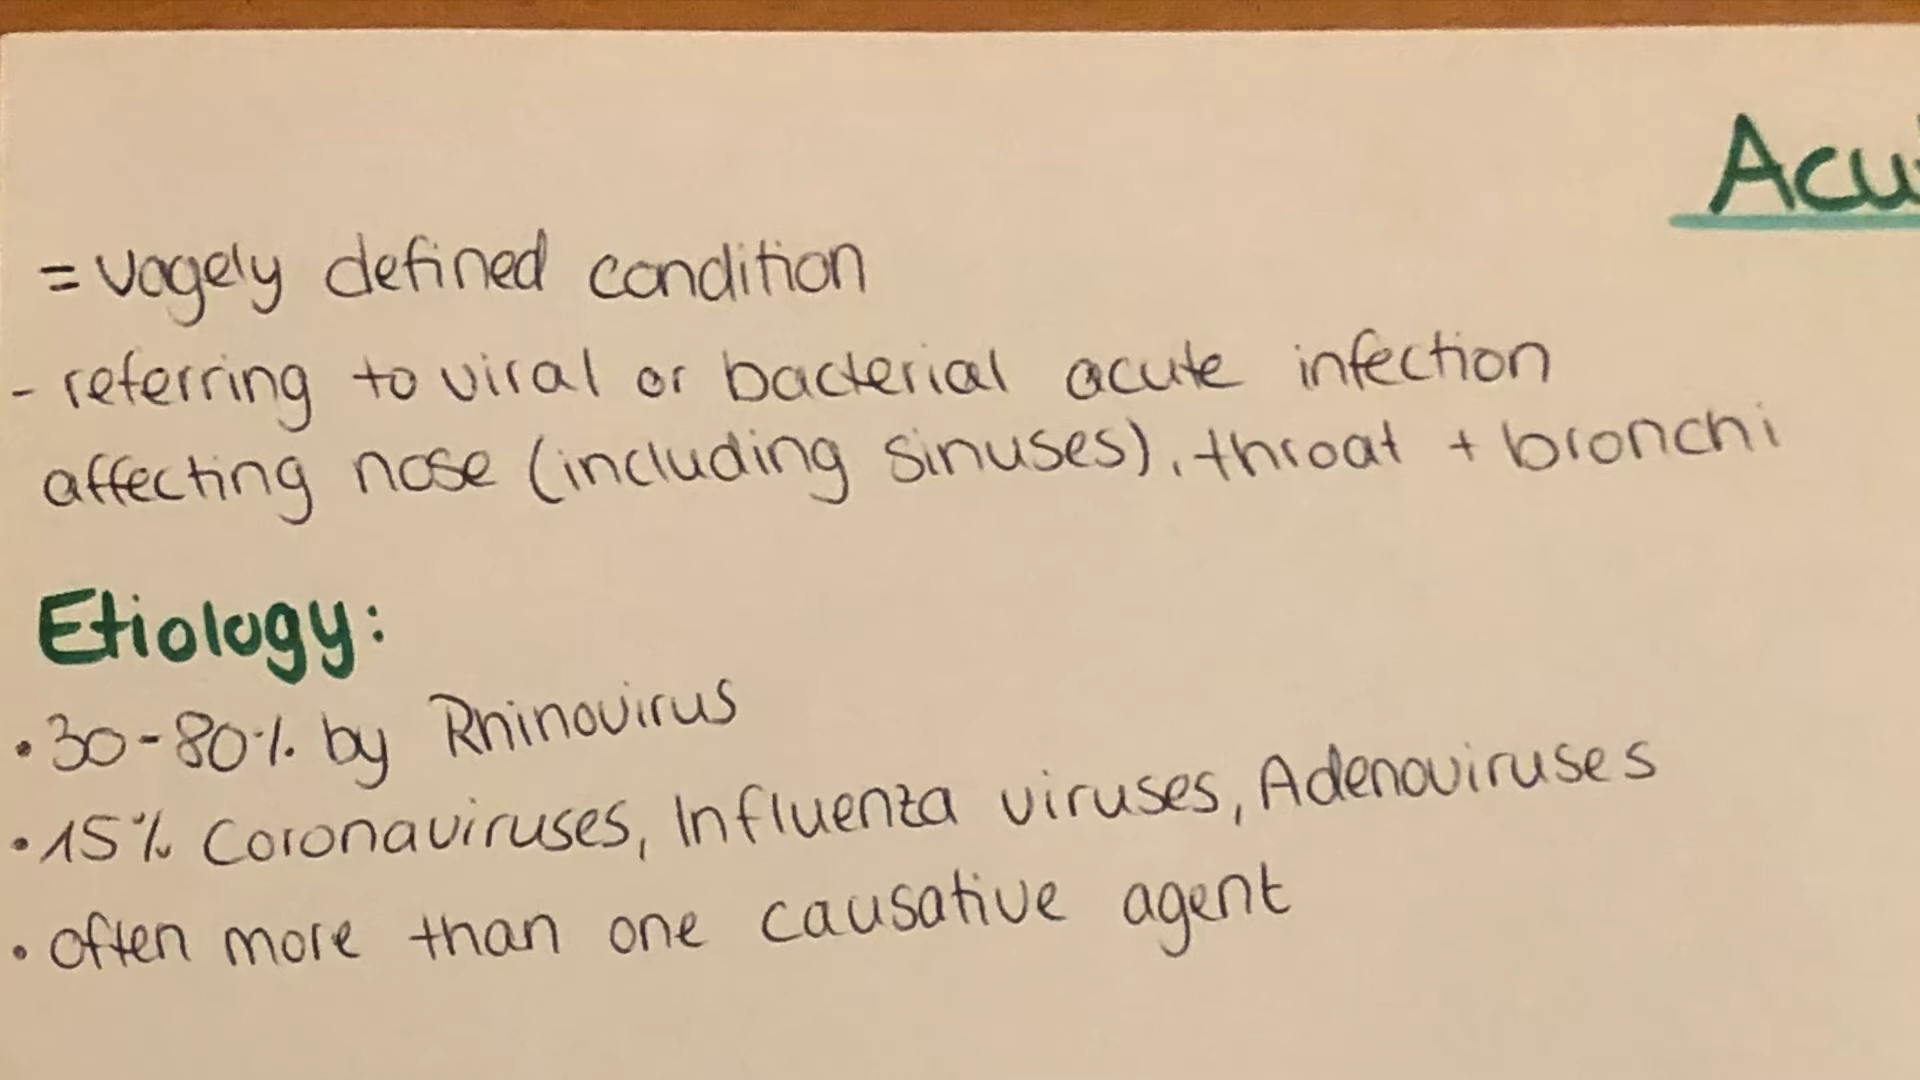 Acu
= vagely defined condition
- referring to viral or bacterial acute infection
affecting nose (including sinuses), throat + bronchi
Etiology:
• 30-80% by Rhinovirus
• 15% Coronaviruses, Influenza viruses, Adenoviruses
• often more than one causative agent